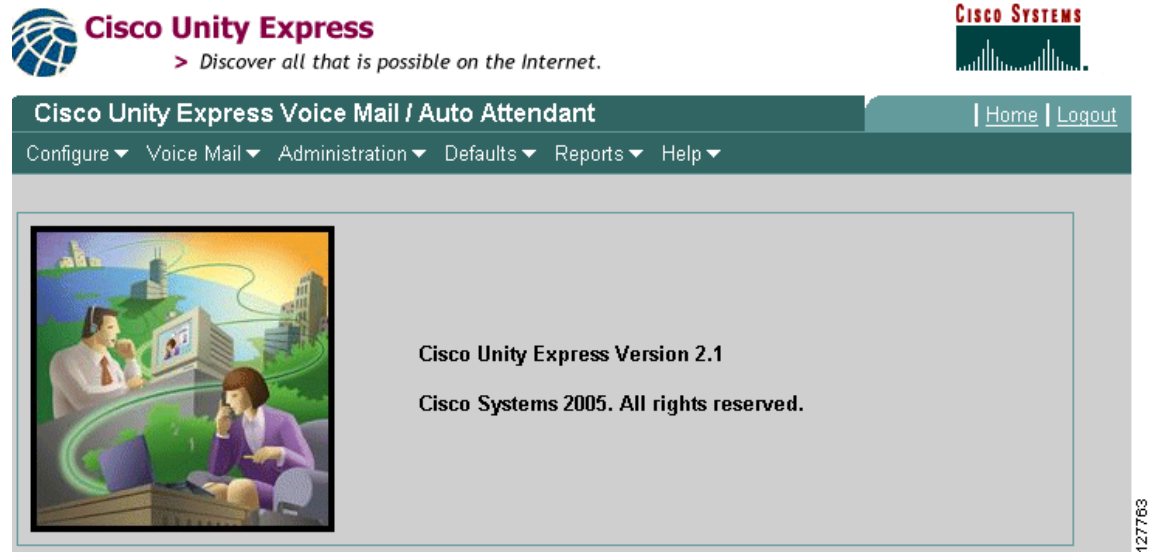 Cisco Unity Express
> Discover all that is possible on the Internet.
CISCO SYSTEMS
Cisco Unity Express Voice Mail / Auto Attendant
| Home | Logout
Configure ▼ Voice Mail ▼ Administration ▼ Defaults ▼ Reports ▼ Help ▼
Cisco Unity Express Version 2.1
Cisco Systems 2005. All rights reserved.
127763